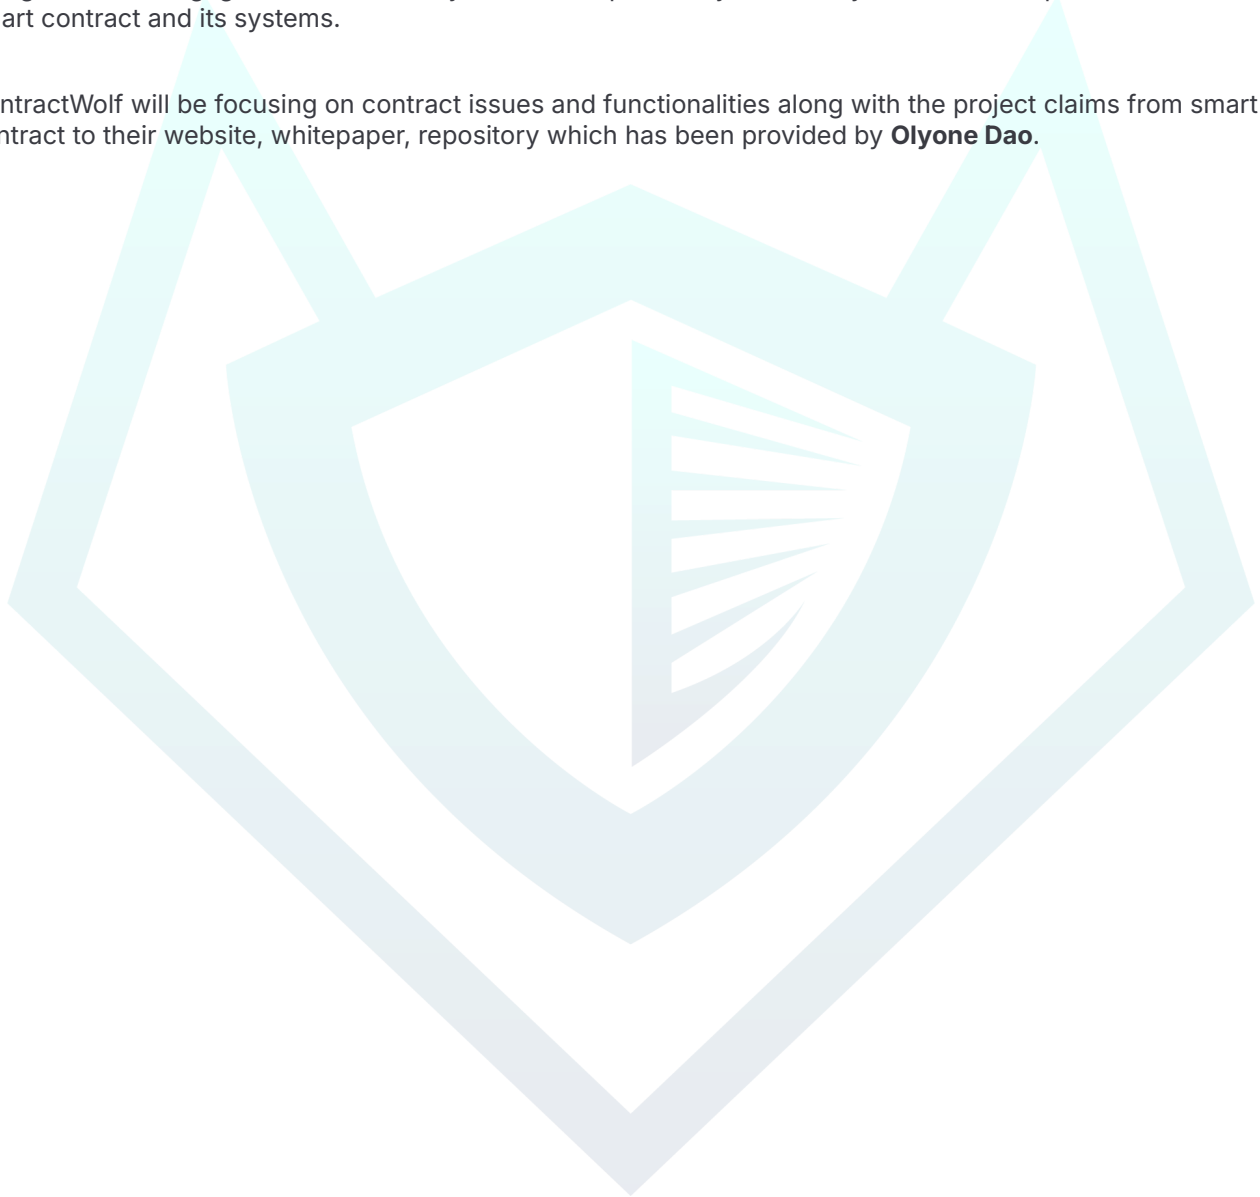 art contract and its systems.
ntractWolf will be focusing on contract issues and functionalities along with the project claims from smart
ntract to their website, whitepaper, repository which has been provided by Olyone Dao.